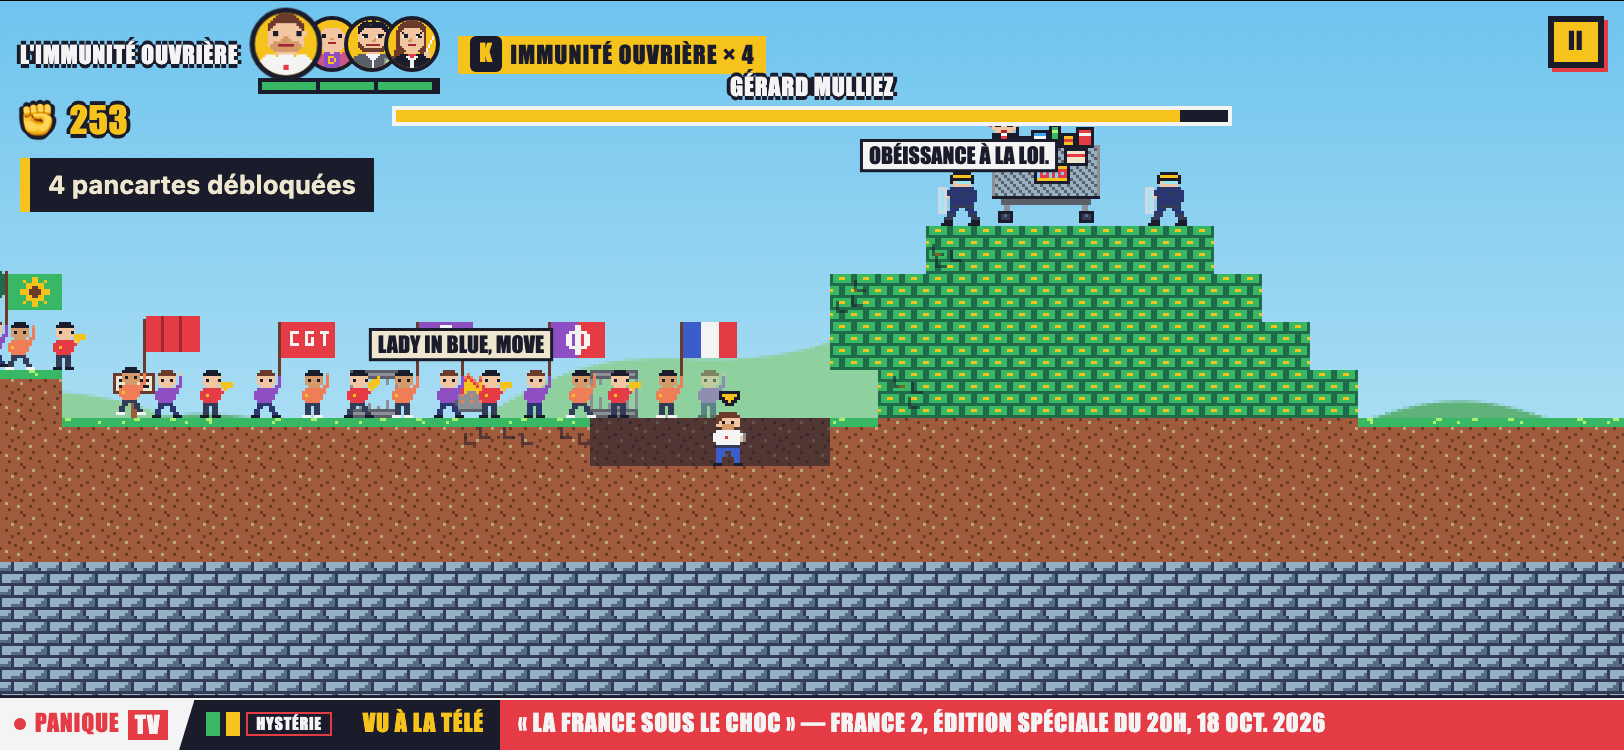 L'IMMUNITÉ OUVRIÈRE
K IMMUNITÉ OUVRIÈRE × 4
GÉRARD MULLIEZ
253
OBÉISSANCE À LA LOI.
4 pancartes débloquées
CGT
LADY IN BLUE, MOVE
PANIQUE TV
HYSTÉRIE
VU À LA TÉLÉ
« LA FRANCE SOUS LE CHOC » — FRANCE 2, ÉDITION SPÉCIALE DU 20H, 18 OCT. 2026